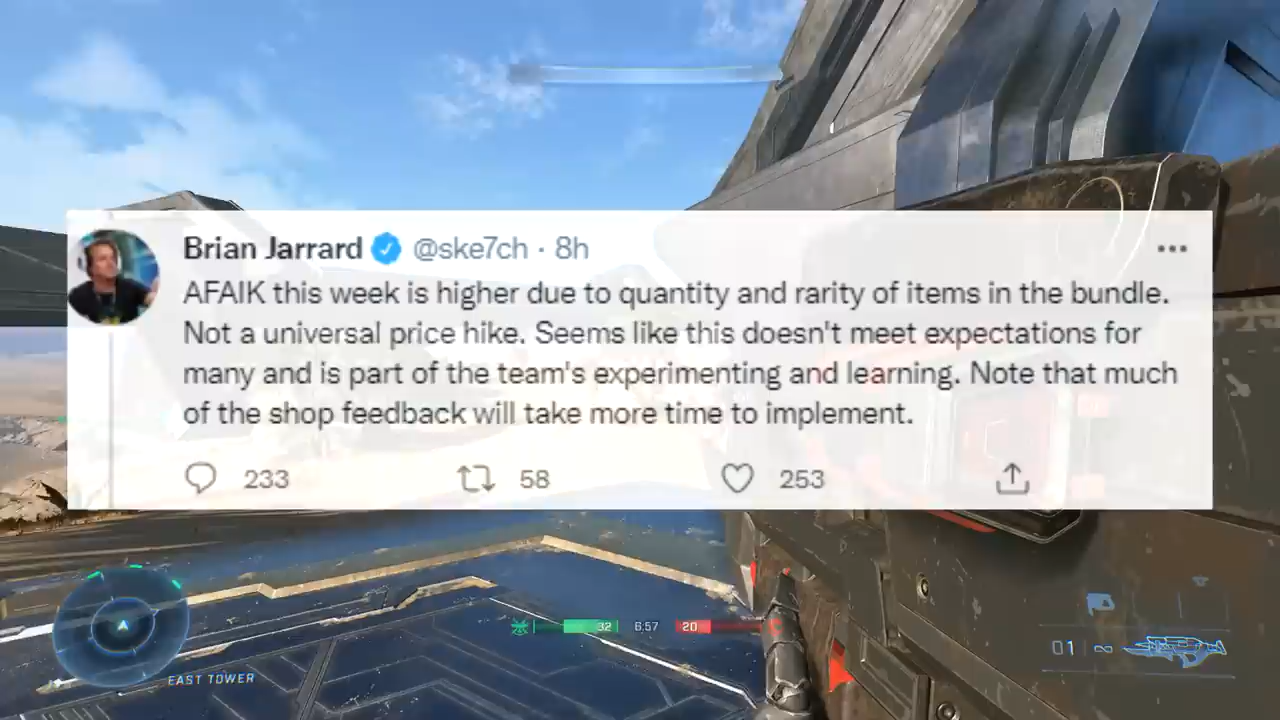 Brian Jarrard @ske7ch · 8h
AFAIK this week is higher due to quantity and rarity of items in the bundle.
Not a universal price hike. Seems like this doesn't meet expectations for
many and is part of the team's experimenting and learning. Note that much
of the shop feedback will take more time to implement.
233 58 253
32 6:57 20
01 ∞
EAST TOWER